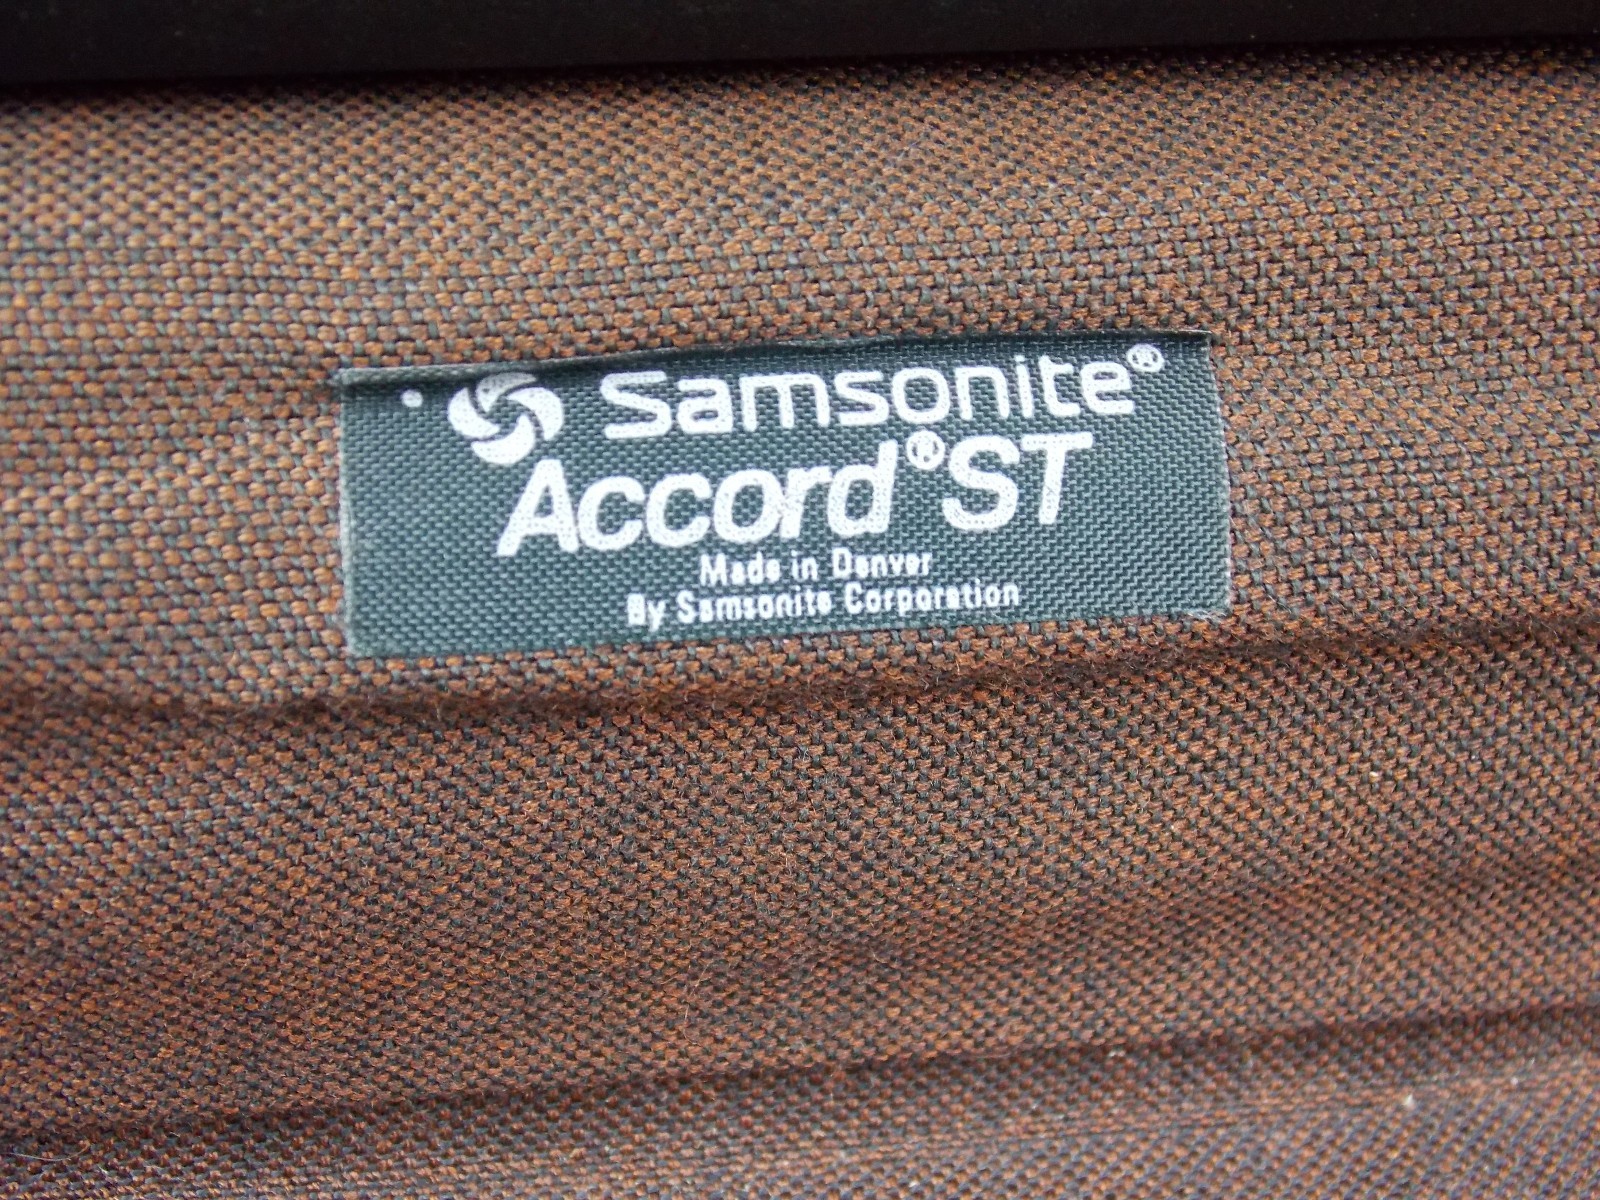 Samsonite®
Accord® ST
Made in Denver
By Samsonite Corporation